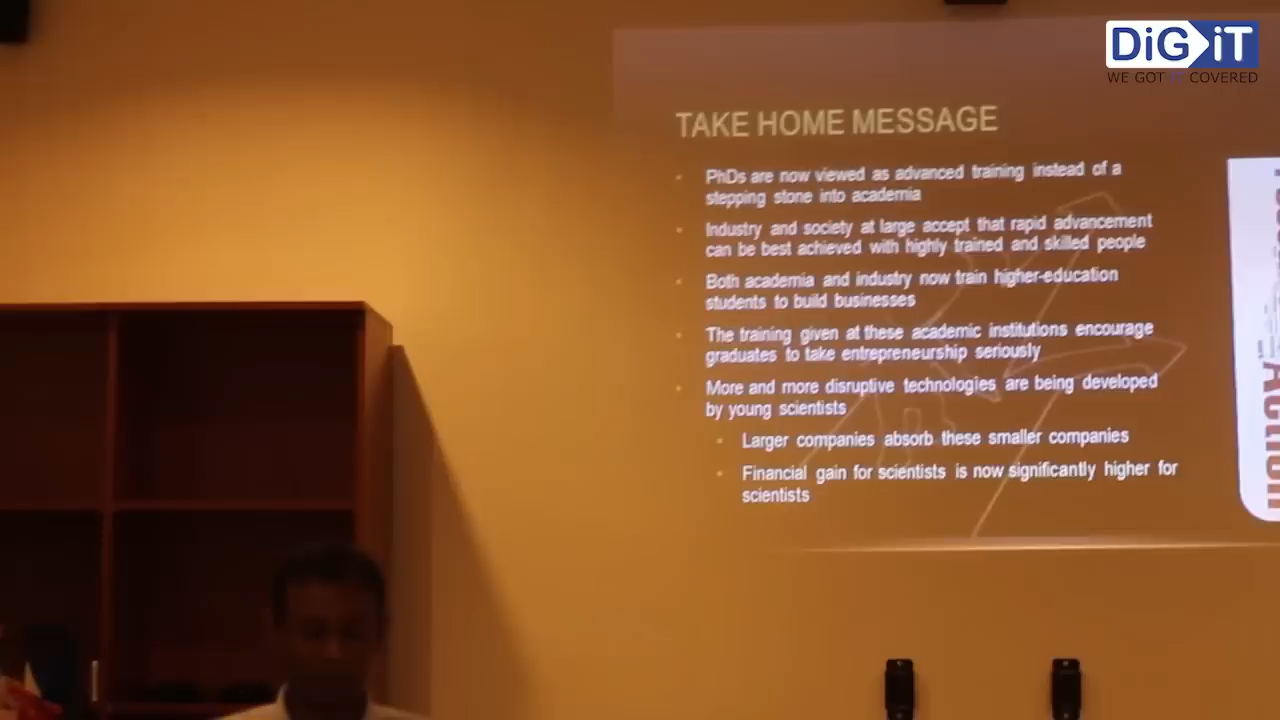 DiG iT
WE GOT IT COVERED
TAKE HOME MESSAGE
PhDs are now viewed as advanced training instead of a
stepping stone into academia
Industry and society at large accept that rapid advancement
can be best achieved with highly trained and skilled people
Both academia and industry now train higher-education
students to build businesses
The training given at these academic institutions encourage
graduates to take entrepreneurship seriously
More and more disruptive technologies are being developed
by young scientists
Larger companies absorb these smaller companies
Financial gain for scientists is now significantly higher for
scientists
Action